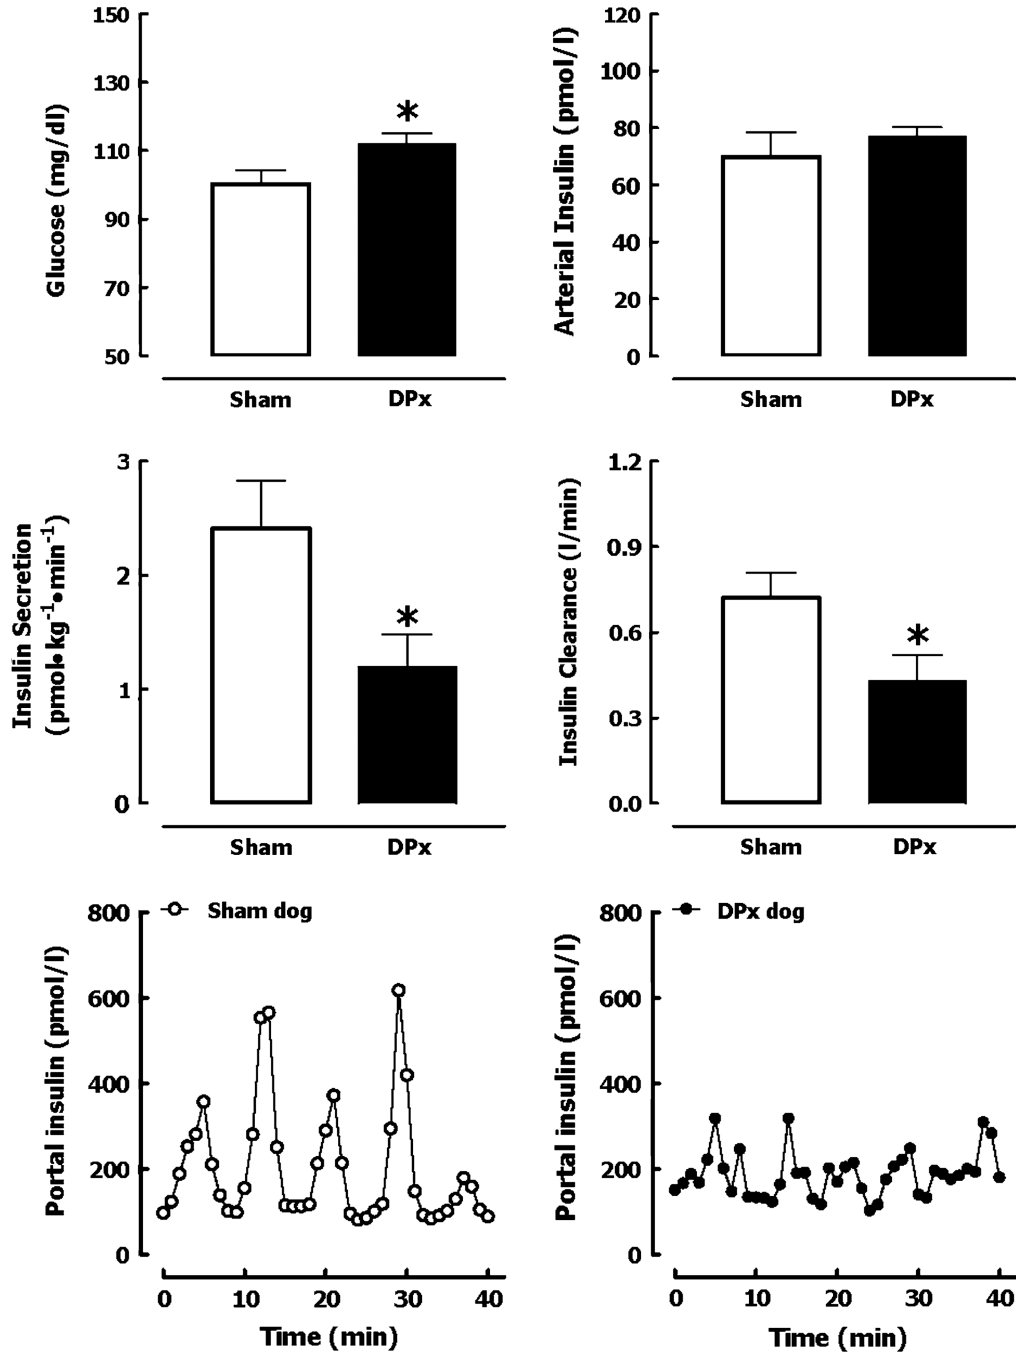 150
130
110
90
70
50
Glucose (mg/dl)
*
Sham DPx
120
100
80
60
40
20
0
Arterial Insulin (pmol/l)
Sham DPx
3
2
1
0
Insulin Secretion
(pmol•kg⁻¹•min⁻¹)
*
Sham DPx
1.2
0.9
0.6
0.3
0.0
Insulin Clearance (l/min)
*
Sham DPx
800
600
400
200
0
Portal insulin (pmol/l)
Sham dog
0 10 20 30 40
Time (min)
800
600
400
200
0
Portal insulin (pmol/l)
DPx dog
0 10 20 30 40
Time (min)